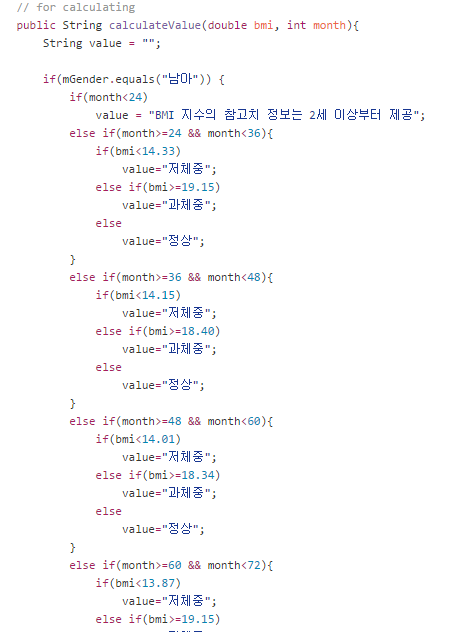 // for calculating
public String calculateValue(double bmi, int month){
String value = "";
if(mGender.equals("남아")) {
if(month<24)
value = "BMI 지수의 참고치 정보는 2세 이상부터 제공";
else if(month>=24 && month<36){
if(bmi<14.33)
value="저체중";
else if(bmi>=19.15)
value="과체중";
else
value="정상";
}
else if(month>=36 && month<48){
if(bmi<14.15)
value="저체중";
else if(bmi>=18.40)
value="과체중";
else
value="정상";
}
else if(month>=48 && month<60){
if(bmi<14.01)
value="저체중";
else if(bmi>=18.34)
value="과체중";
else
value="정상";
}
else if(month>=60 && month<72){
if(bmi<13.87)
value="저체중";
else if(bmi>=19.15)